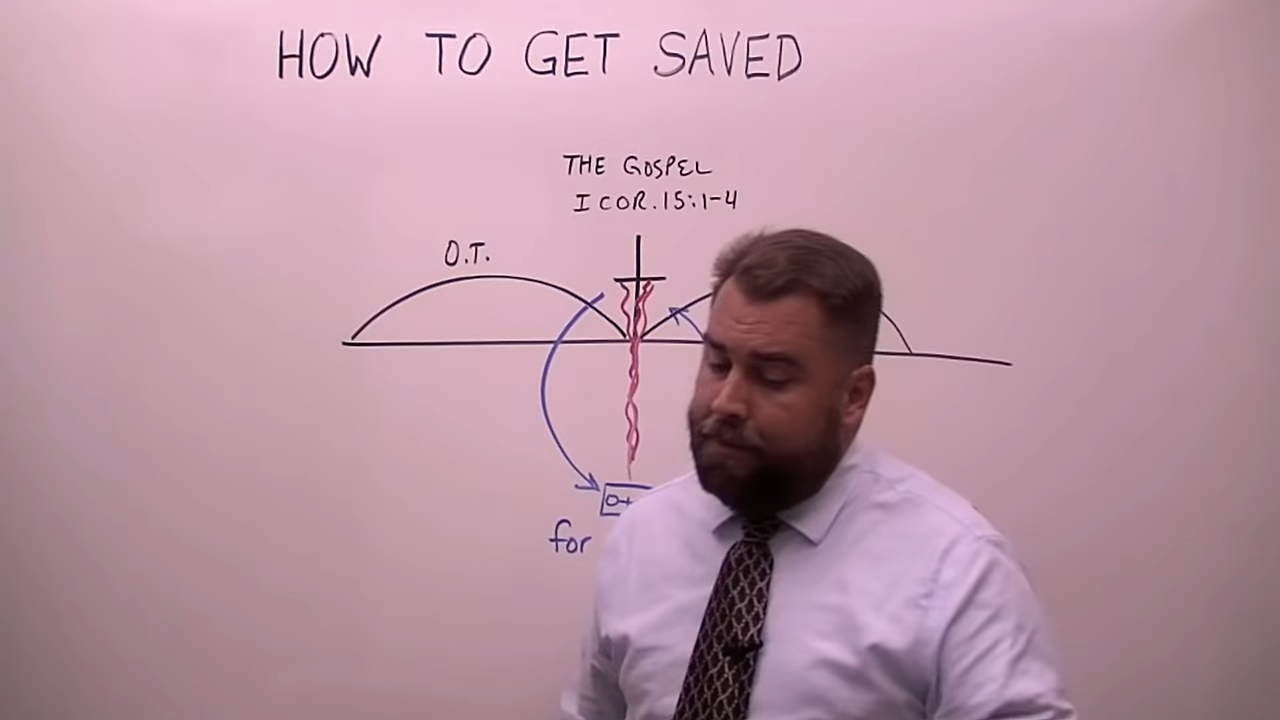 HOW TO GET SAVED
THE GOSPEL
I COR. 15:1-4
O.T.
for